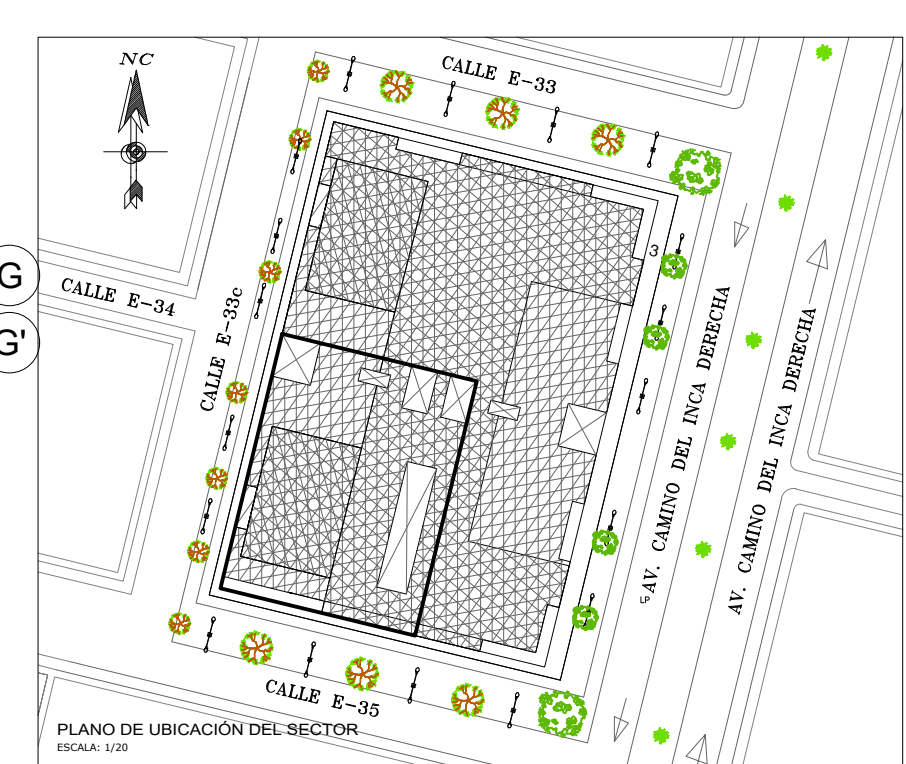 NC
CALLE E-33
3
G
CALLE E-34
G'
CALLE E-33c
AV. CAMINO DEL INCA DERECHA
AV. CAMINO DEL INCA DERECHA
CALLE E-35
PLANO DE UBICACIÓN DEL SECTOR
ESCALA: 1/20